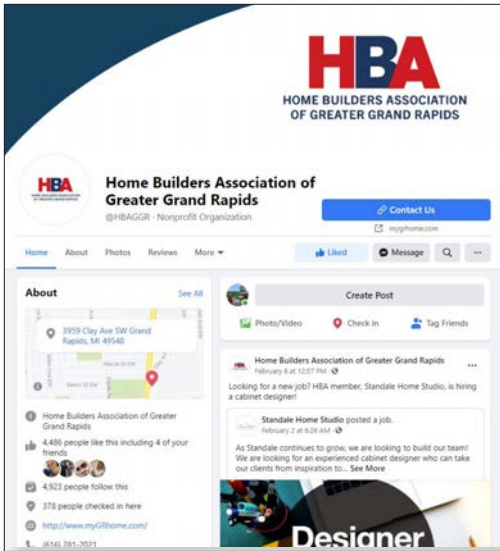 HBA
HOME BUILDERS ASSOCIATION
OF GREATER GRAND RAPIDS
HBA
Home Builders Association of
Greater Grand Rapids
@HBAGGR · Nonprofit Organization
Contact Us
mygrhome.com
Home
About
Photos
Reviews
More
Liked
Message
About
See All
3959 Clay Ave SW Grand
Rapids, MI 49548
Home Builders Association of Greater
Grand Rapids
4,486 people like this including 4 of your
friends
4,923 people follow this
378 people checked in here
http://www.myGRhome.com/
(616) 281-2021
Create Post
Photo/Video
Check in
Tag Friends
Home Builders Association of Greater Grand Rapids
February 8 at 12:57 PM ·
Looking for a new job? HBA member, Standale Home Studio, is hiring
a cabinet designer!
Standale Home Studio posted a job.
February 2 at 6:28 AM ·
As Standale continues to grow, we are looking to build our team!
We are looking for an experienced cabinet designer who can take
our clients from inspiration to... See More
Designer